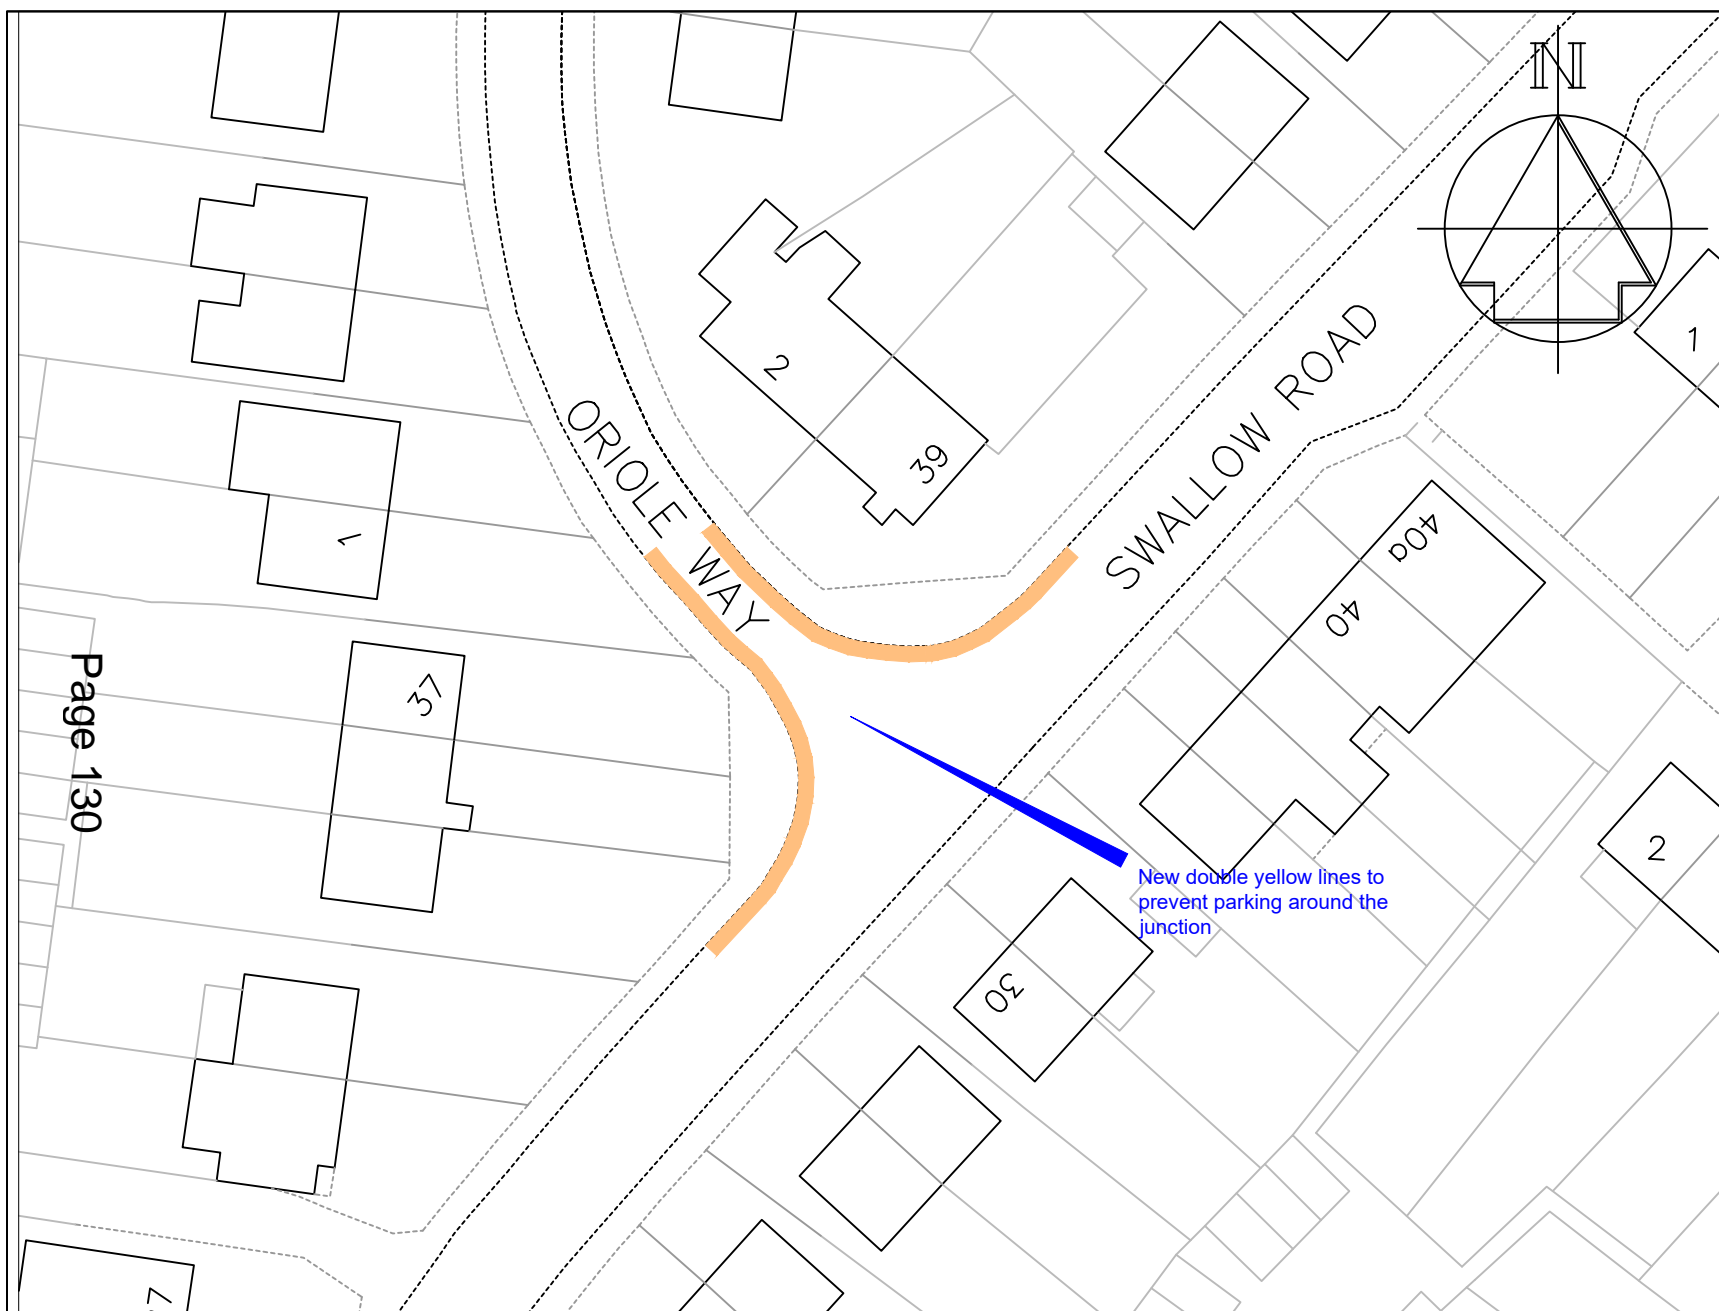 N
1
2
ORIOLE WAY
SWALLOW ROAD
39
40a
1
40
37
Page 130
2
New double yellow lines to
prevent parking around the
junction
30